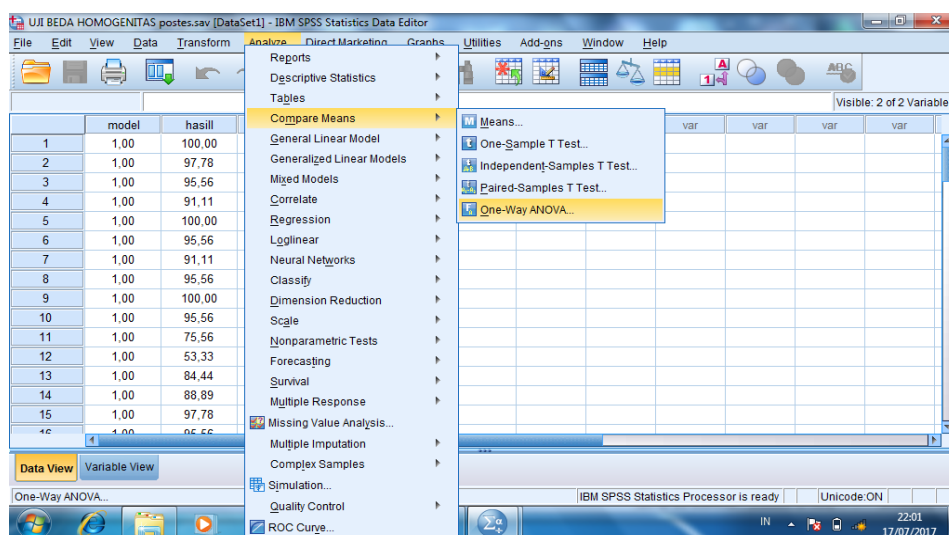 UJI BEDA HOMOGENITAS postes.sav [DataSet1] - IBM SPSS Statistics Data Editor
File Edit View Data Transform Analyze Direct Marketing Graphs Utilities Add-ons Window Help
Visible: 2 of 2 Variable
model hasill var var var var
1 1,00 100,00
2 1,00 97,78
3 1,00 95,56
4 1,00 91,11
5 1,00 100,00
6 1,00 95,56
7 1,00 91,11
8 1,00 95,56
9 1,00 100,00
10 1,00 95,56
11 1,00 75,56
12 1,00 53,33
13 1,00 84,44
14 1,00 88,89
15 1,00 97,78
16 1,00 95,56
Reports
Descriptive Statistics
Tables
Compare Means
General Linear Model
Generalized Linear Models
Mixed Models
Correlate
Regression
Loglinear
Neural Networks
Classify
Dimension Reduction
Scale
Nonparametric Tests
Forecasting
Survival
Multiple Response
Missing Value Analysis...
Multiple Imputation
Complex Samples
Simulation...
Quality Control
ROC Curve...
Means...
One-Sample T Test...
Independent-Samples T Test...
Paired-Samples T Test...
One-Way ANOVA...
Data View Variable View
One-Way ANOVA... IBM SPSS Statistics Processor is ready Unicode:ON
IN 22:01
17/07/2017